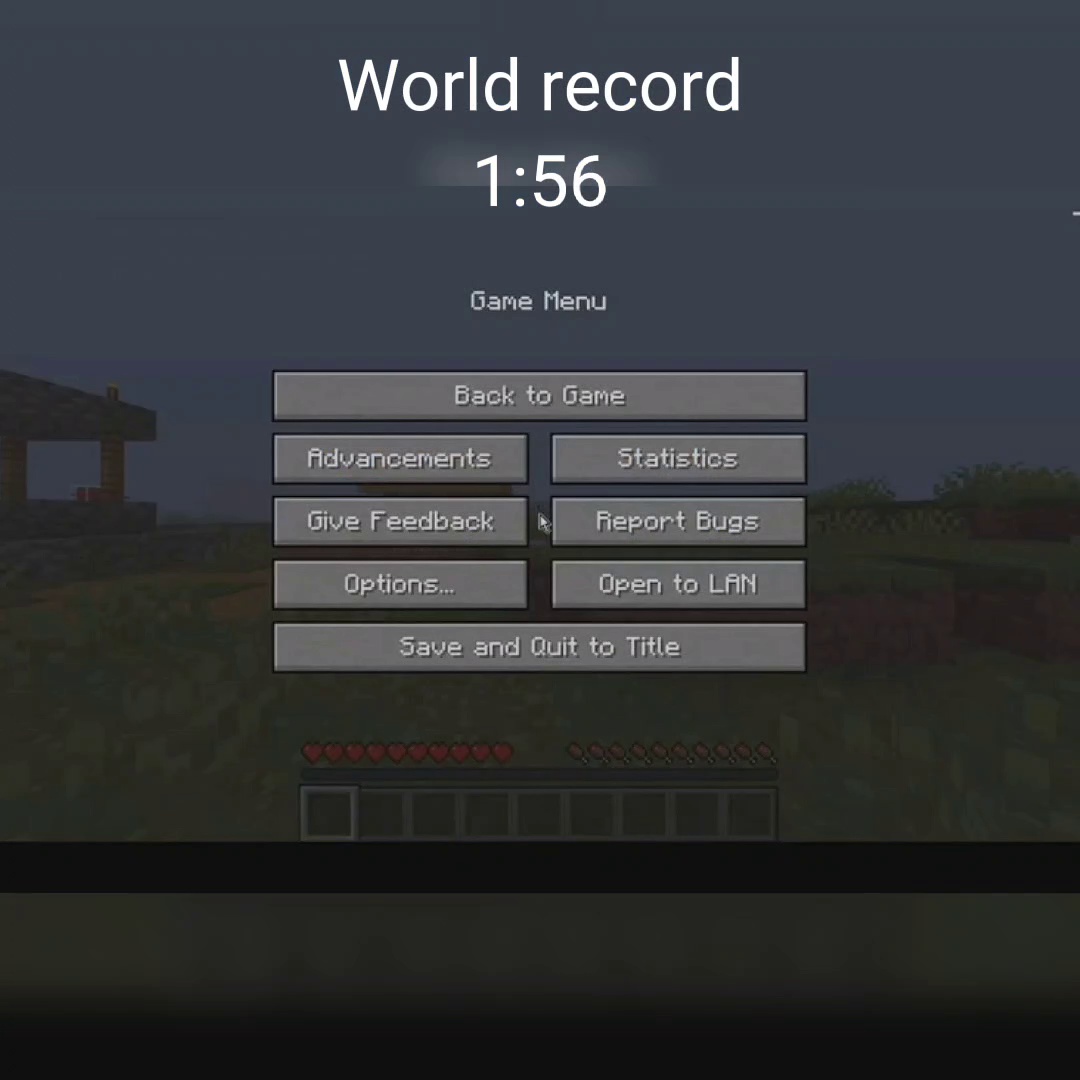 World record
1:56
Game Menu
Back to Game
Advancements
Statistics
Give Feedback
Report Bugs
Options...
Open to LAN
Save and Quit to Title